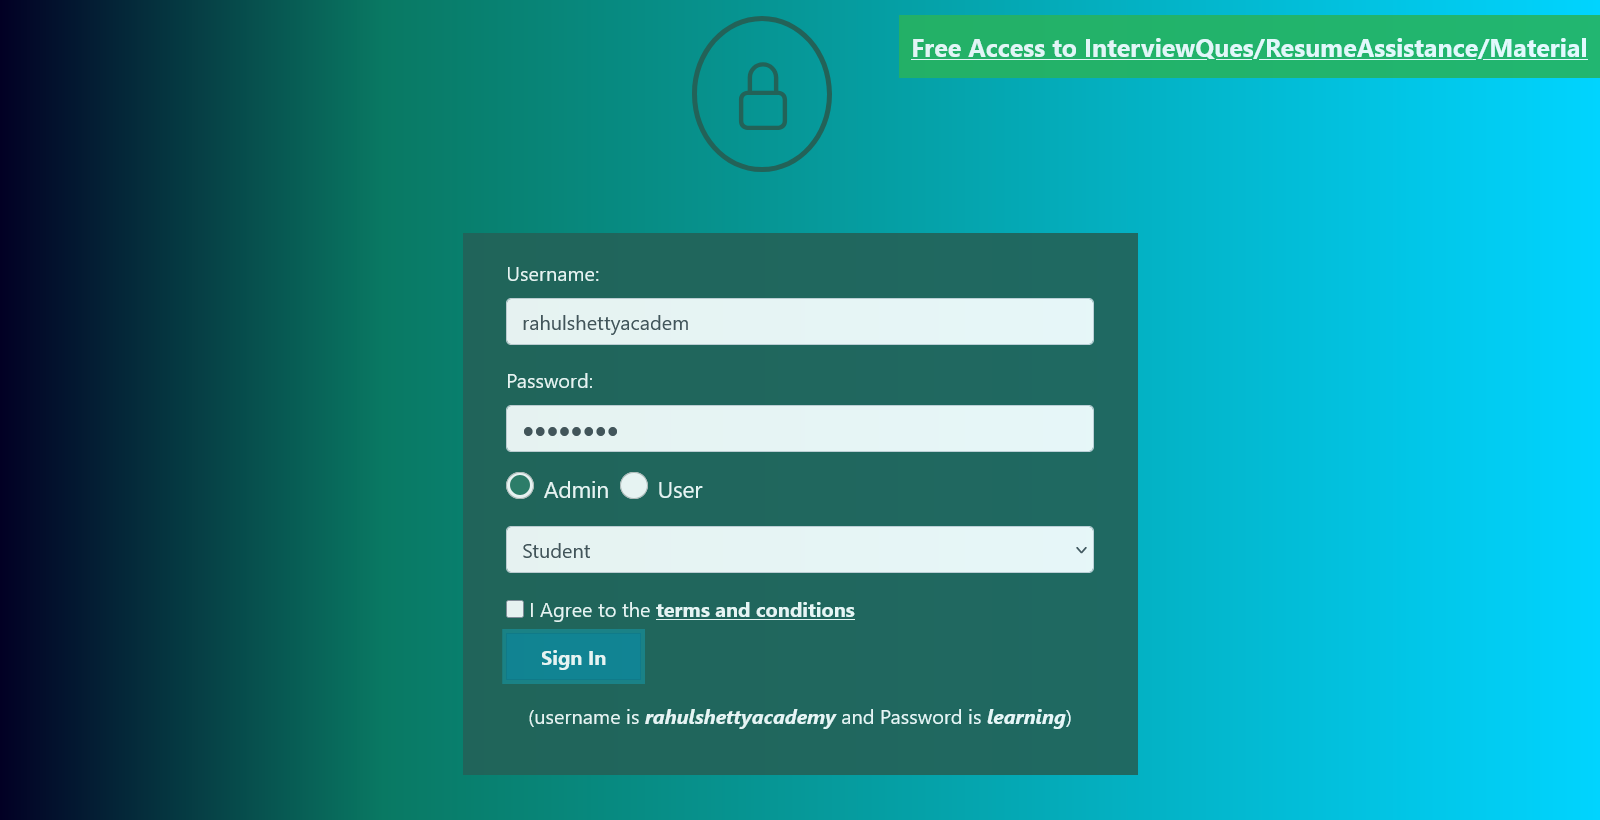 Free Access to InterviewQues/ResumeAssistance/Material
Username:
rahulshettyacadem
Password:
••••••••
Admin User
Student
I Agree to the terms and conditions
Sign In
(username is rahulshettyacademy and Password is learning)